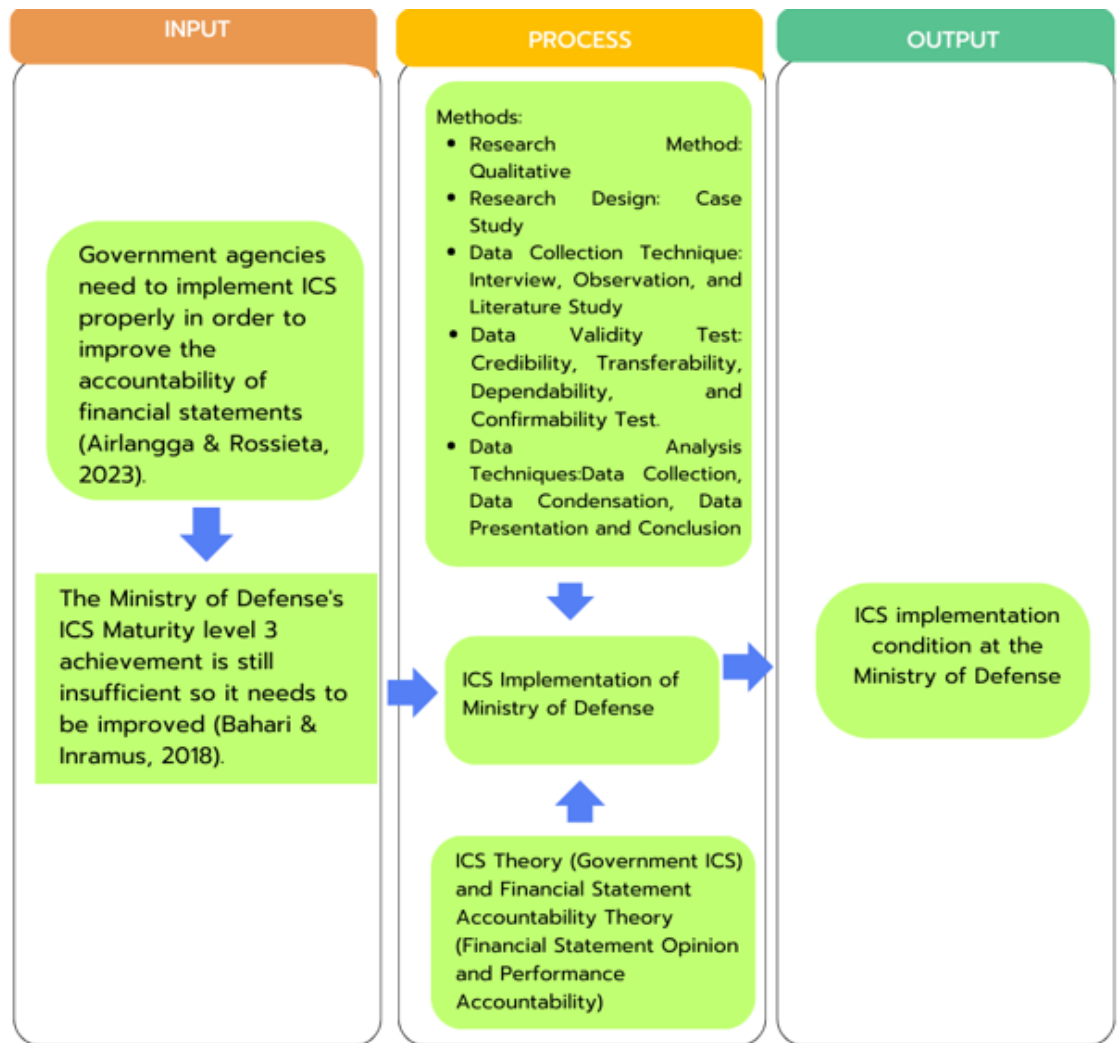 INPUT
Government agencies
need to implement ICS
properly in order to
improve the
accountability of
financial statements
(Airlangga & Rossieta,
2023).
The Ministry of Defense's
ICS Maturity level 3
achievement is still
insufficient so it needs to
be improved (Bahari &
Inramus, 2018).
PROCESS
Methods:
• Research Method:
Qualitative
• Research Design: Case
Study
• Data Collection Technique:
Interview, Observation, and
Literature Study
• Data Validity Test:
Credibility, Transferability,
Dependability, and
Confirmability Test.
• Data Analysis
Techniques:Data Collection,
Data Condensation, Data
Presentation and Conclusion
ICS Implementation of
Ministry of Defense
ICS Theory (Government ICS)
and Financial Statement
Accountability Theory
(Financial Statement Opinion
and Performance
Accountability)
OUTPUT
ICS implementation
condition at the
Ministry of Defense